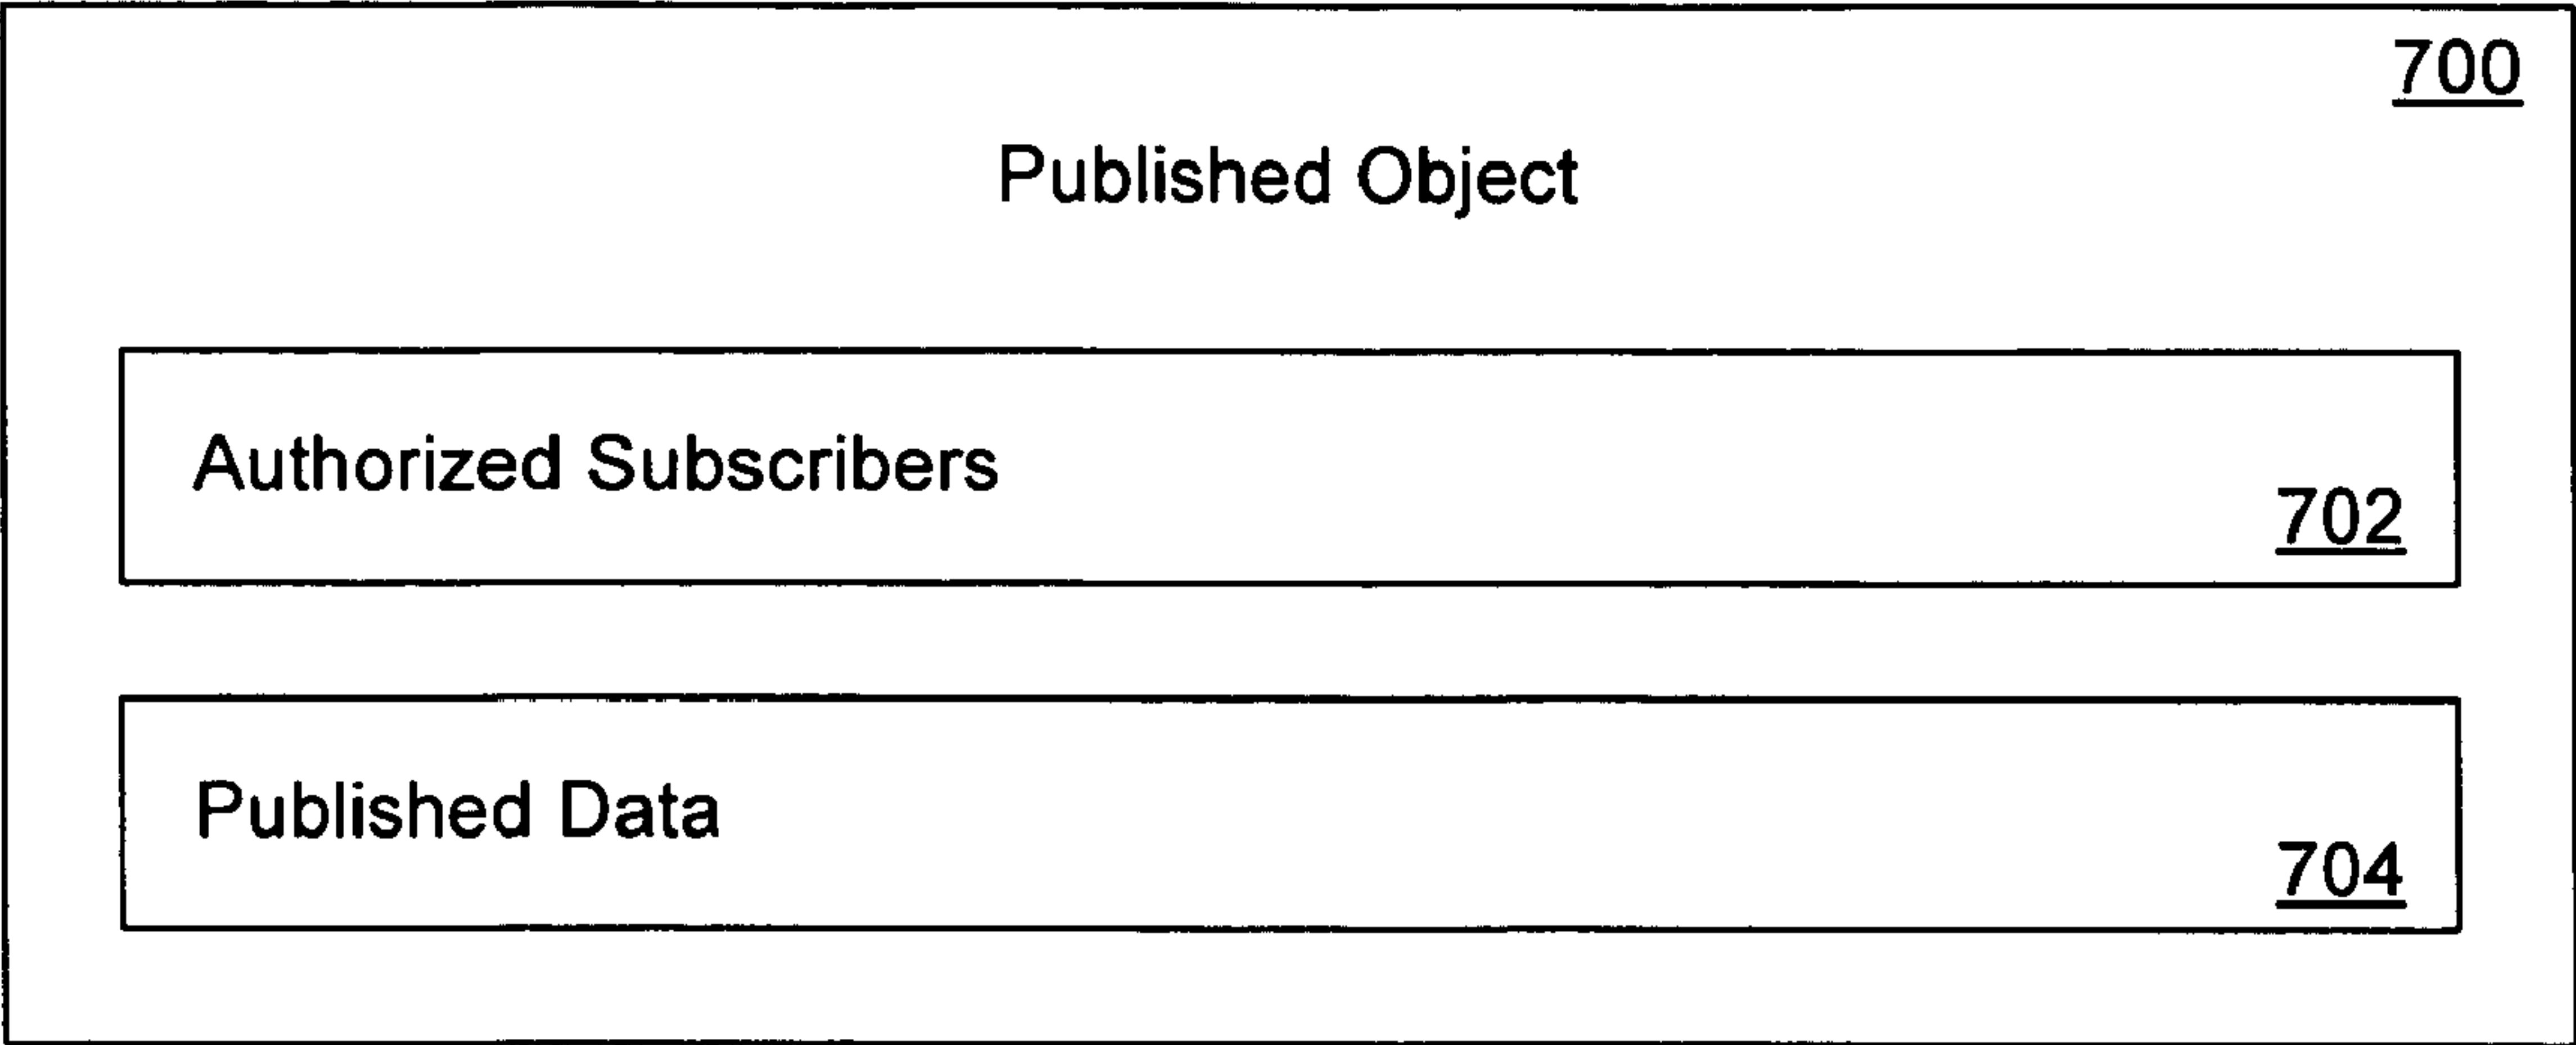 700
Published Object
Authorized Subscribers
702
Published Data
704